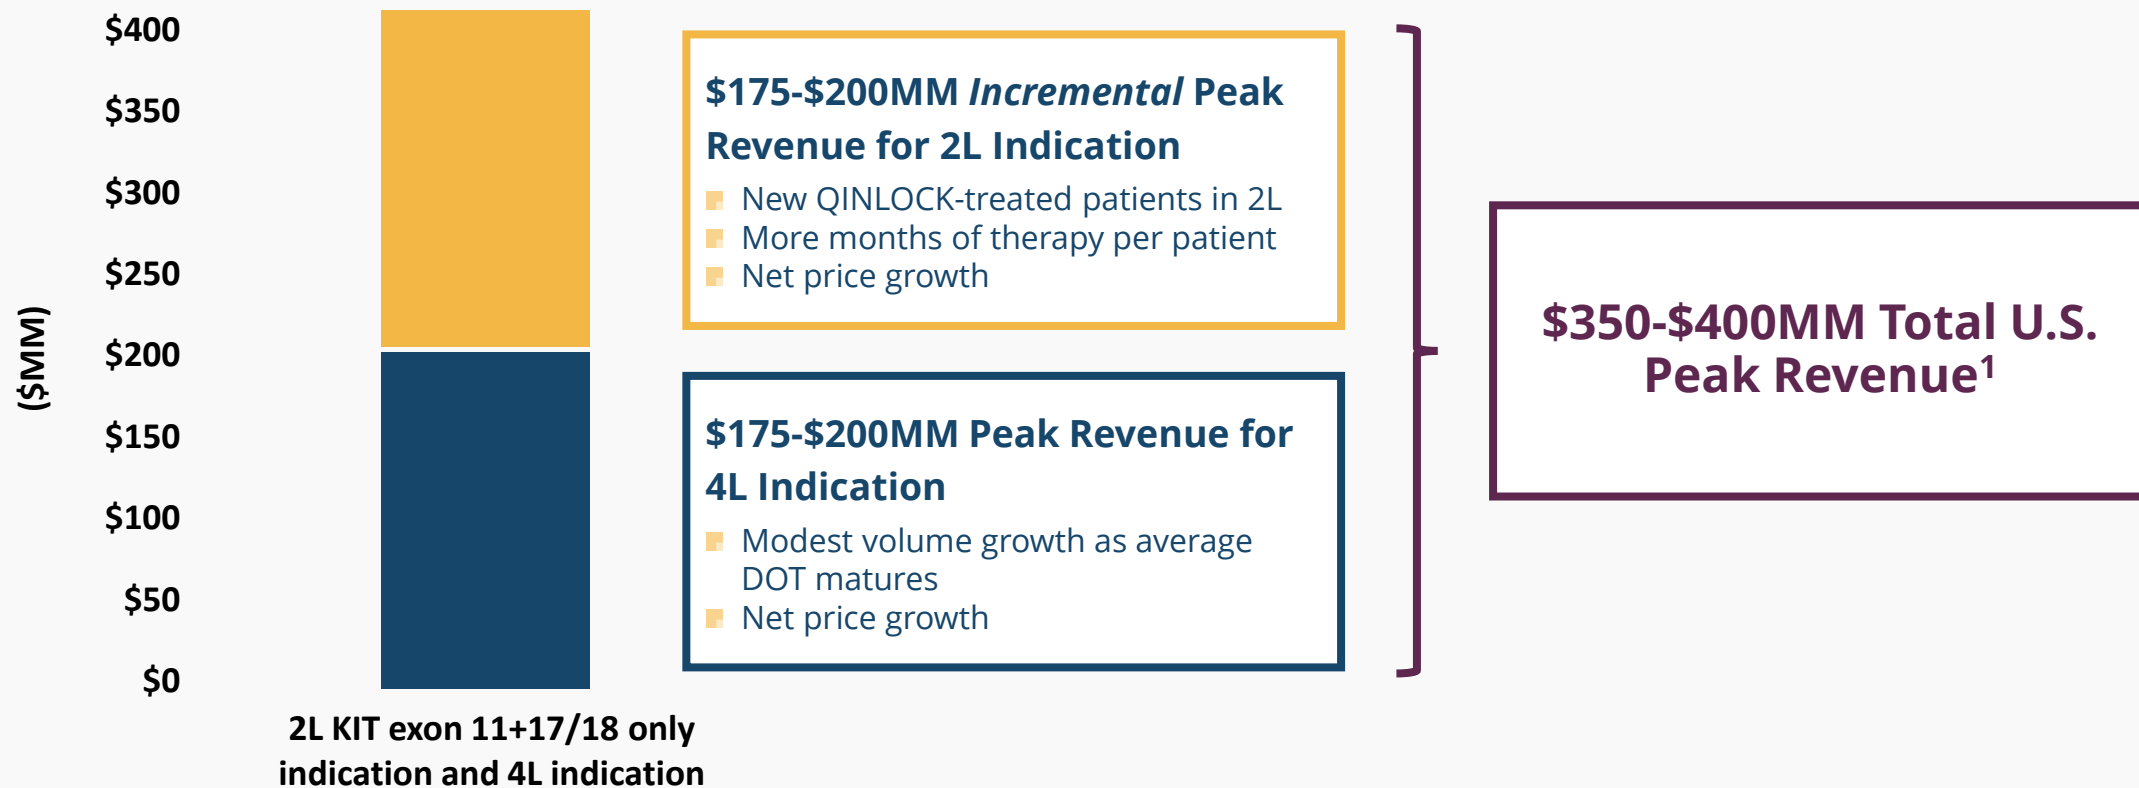 ($MM)
$400
$350
$300
$250
$200
$150
$100
$50
$0
2L KIT exon 11+17/18 only
indication and 4L indication
$175-$200MM Incremental Peak
Revenue for 2L Indication
New QINLOCK-treated patients in 2L
More months of therapy per patient
Net price growth
$175-$200MM Peak Revenue for
4L Indication
Modest volume growth as average
DOT matures
Net price growth
$350-$400MM Total U.S.
Peak Revenue¹